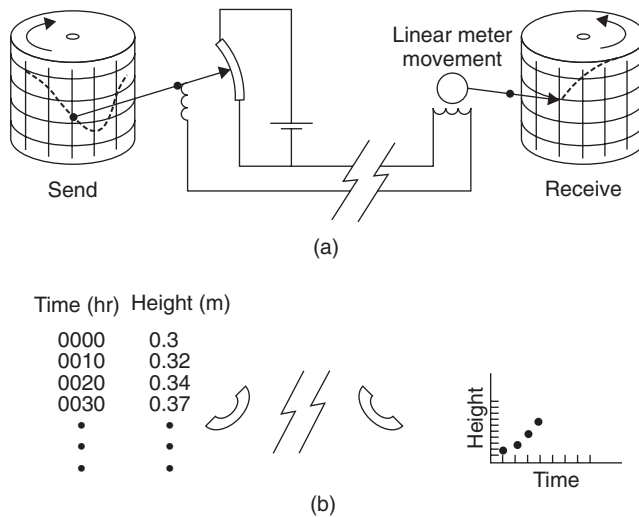 Linear meter
movement
Send
Receive
(a)
Time (hr) Height (m)
0000 0.3
0010 0.32
0020 0.34
0030 0.37
Height
Time
(b)